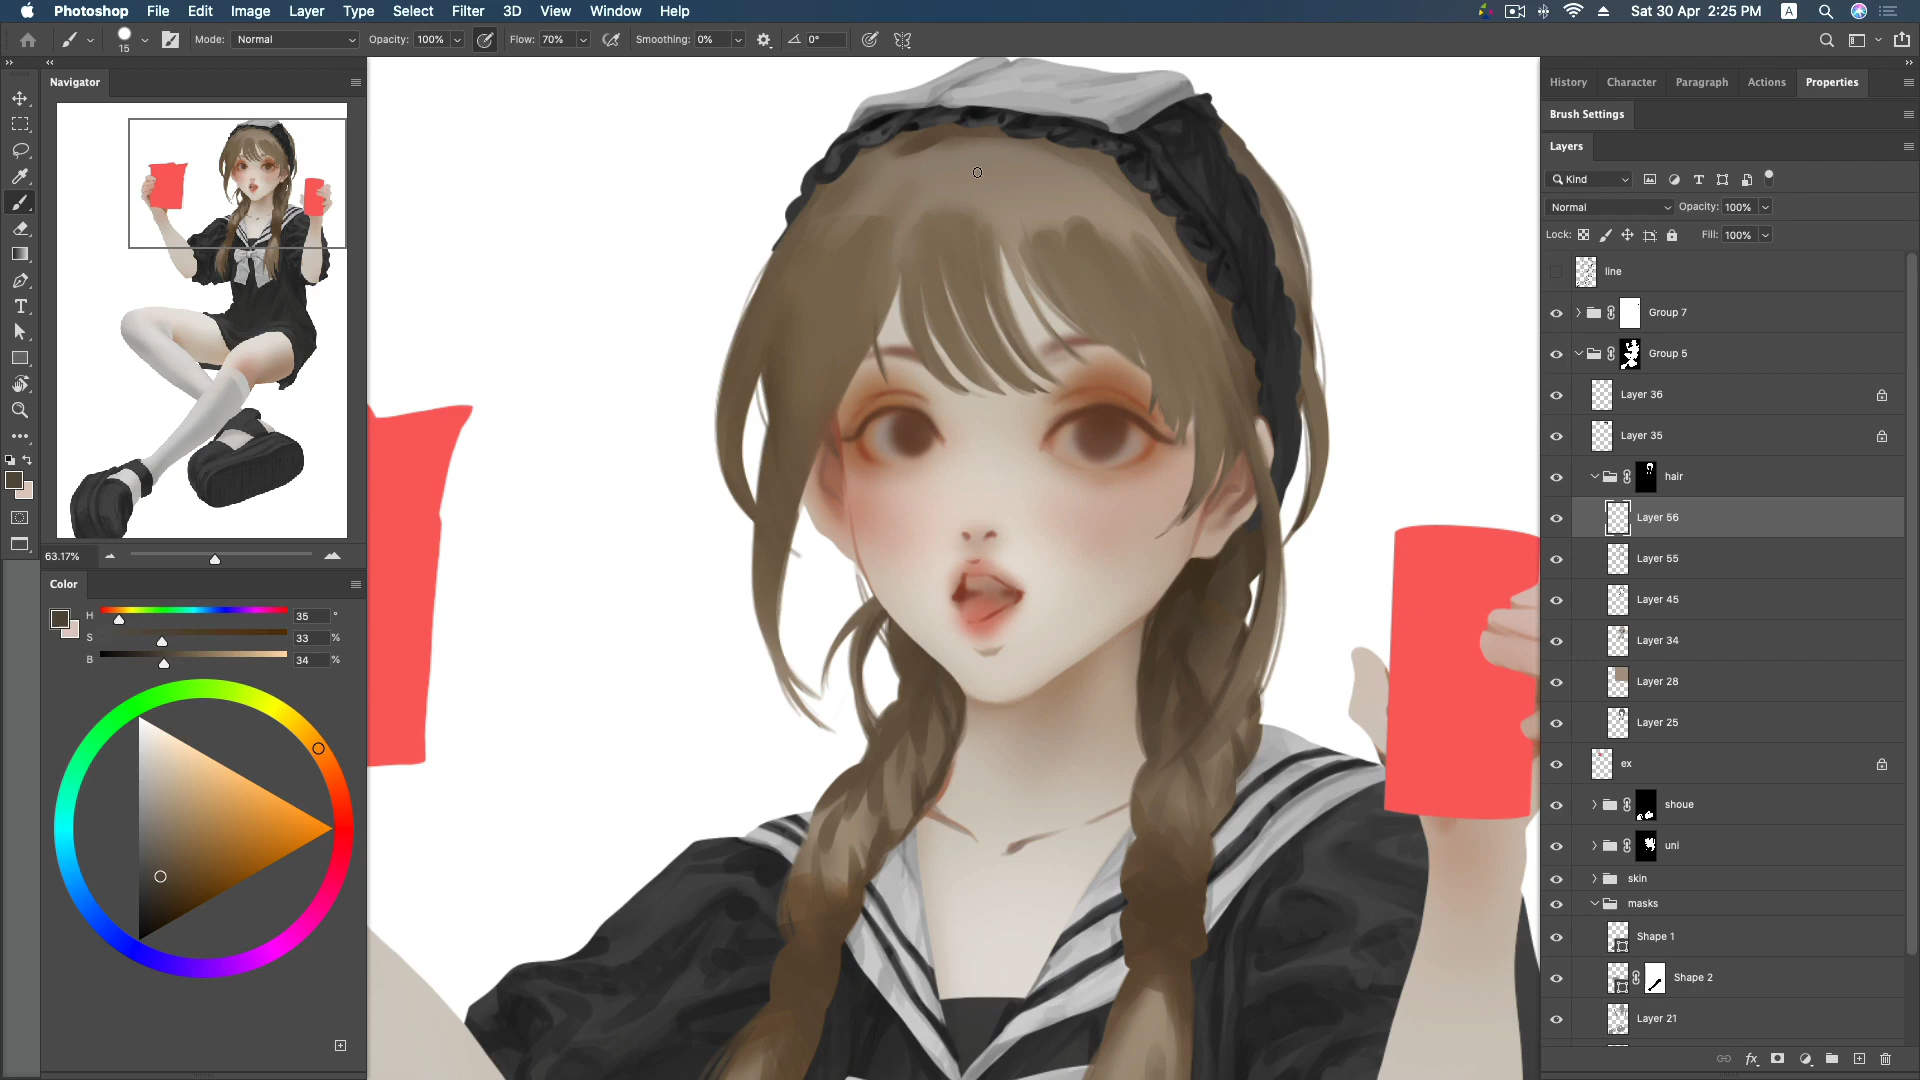 Photoshop File Edit Image Layer Type Select Filter 3D View Window Help Sat 30 Apr 2:25 PM A
15 Mode: Normal Opacity: 100% Flow: 70% Smoothing: 0% 0°
Navigator
63.17%
Color
H 35 °
S 33 %
B 34 %
History Character Paragraph Actions Properties
Brush Settings
Layers
Kind
Normal Opacity: 100%
Lock: Fill: 100%
line
Group 7
Group 5
Layer 36
Layer 35
hair
Layer 56
Layer 55
Layer 45
Layer 34
Layer 28
Layer 25
ex
shoue
uni
skin
masks
Shape 1
Shape 2
Layer 21
fx